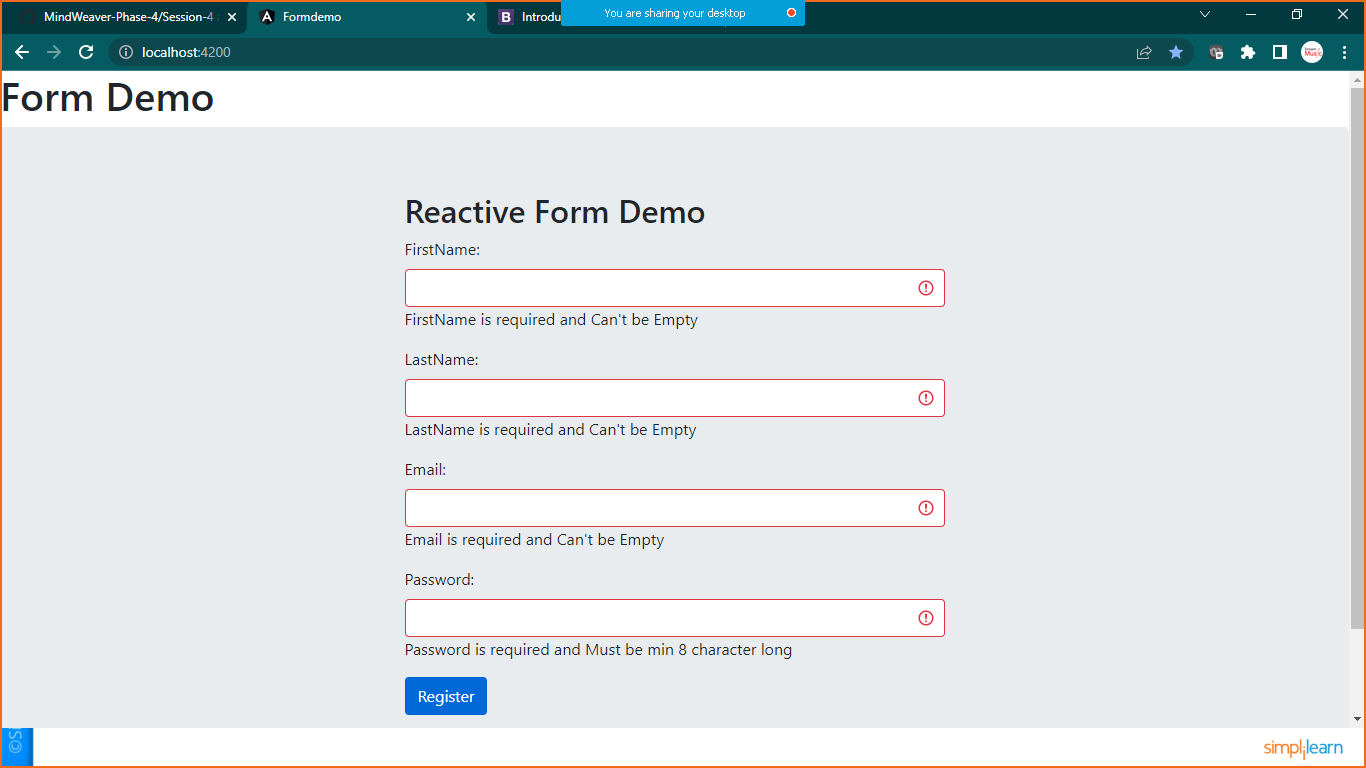 MindWeaver-Phase-4/Session-4
Formdemo
Introdu
You are sharing your desktop
localhost:4200
Form Demo
Reactive Form Demo
FirstName:
FirstName is required and Can't be Empty
LastName:
LastName is required and Can't be Empty
Email:
Email is required and Can't be Empty
Password:
Password is required and Must be min 8 character long
Register
©S
simplilearn